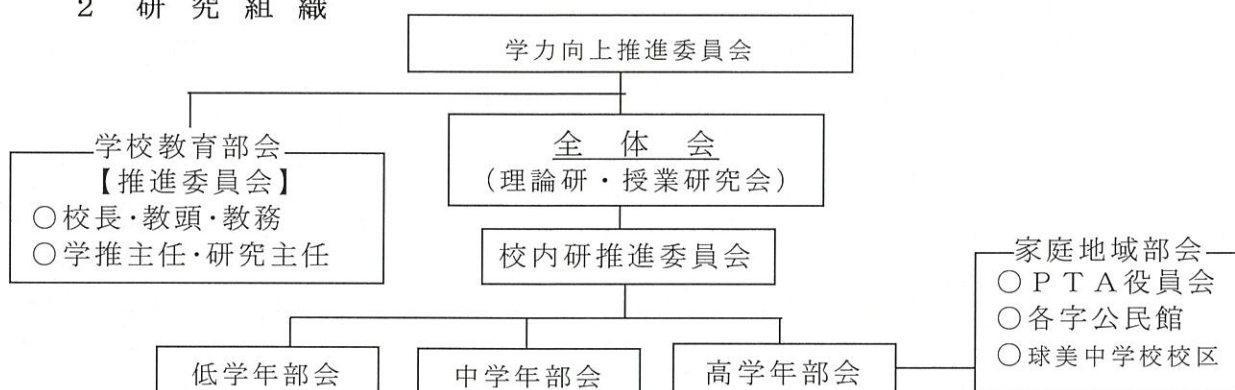 2 研究組織
学力向上推進委員会
学校教育部会
【推進委員会】
○校長・教頭・教務
○学推主任・研究主任
全体会
(理論研・授業研究会)
校内研推進委員会
家庭地域部会
○PTA役員会
○各字公民館
○球美中学校校区
低学年部会
中学年部会
高学年部会